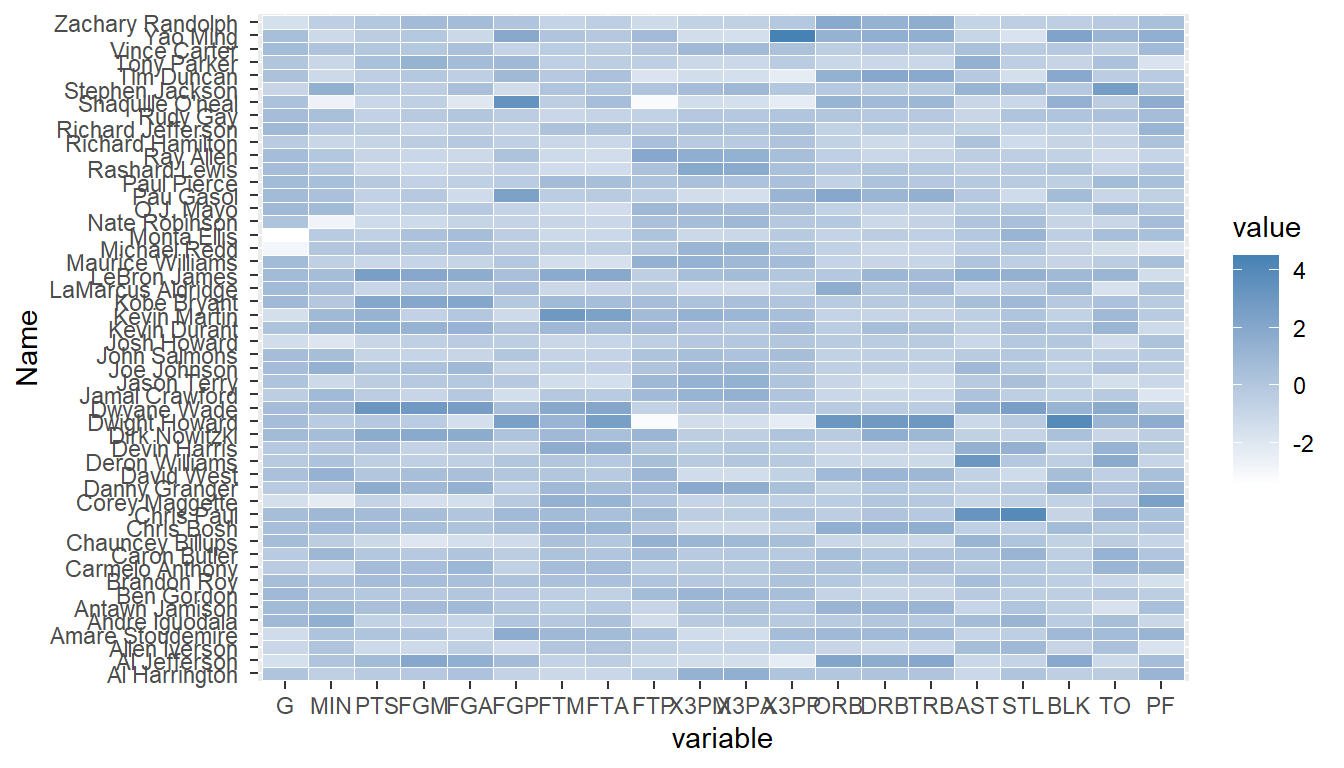 Zachary Randolph
Yao Ming
Vince Carter
Tony Parker
Tim Duncan
Stephen Jackson
Shaquille O'neal
Rudy Gay
Richard Jefferson
Richard Hamilton
Ray Allen
Rashard Lewis
Paul Pierce
Pau Gasol
O.J. Mayo
Nate Robinson
Monta Ellis
Michael Redd
Maurice Williams
LeBron James
LaMarcus Aldridge
Kobe Bryant
Kevin Martin
Kevin Durant
Josh Howard
John Salmons
Joe Johnson
Jason Terry
Jamal Crawford
Dwyane Wade
Dwight Howard
Dirk Nowitzki
Devin Harris
Deron Williams
David West
Danny Granger
Corey Maggette
Chris Paul
Chris Bosh
Chauncey Billups
Caron Butler
Carmelo Anthony
Brandon Roy
Ben Gordon
Antawn Jamison
Andre Iguodala
Amare Stoudemire
Allen Iverson
Al Jefferson
Al Harrington
Name
G MIN PTS FGM FGA FGP FTM FTA FTP X3PM X3PA X3PP ORB DRB TRB AST STL BLK TO PF
variable
value
4
2
0
-2